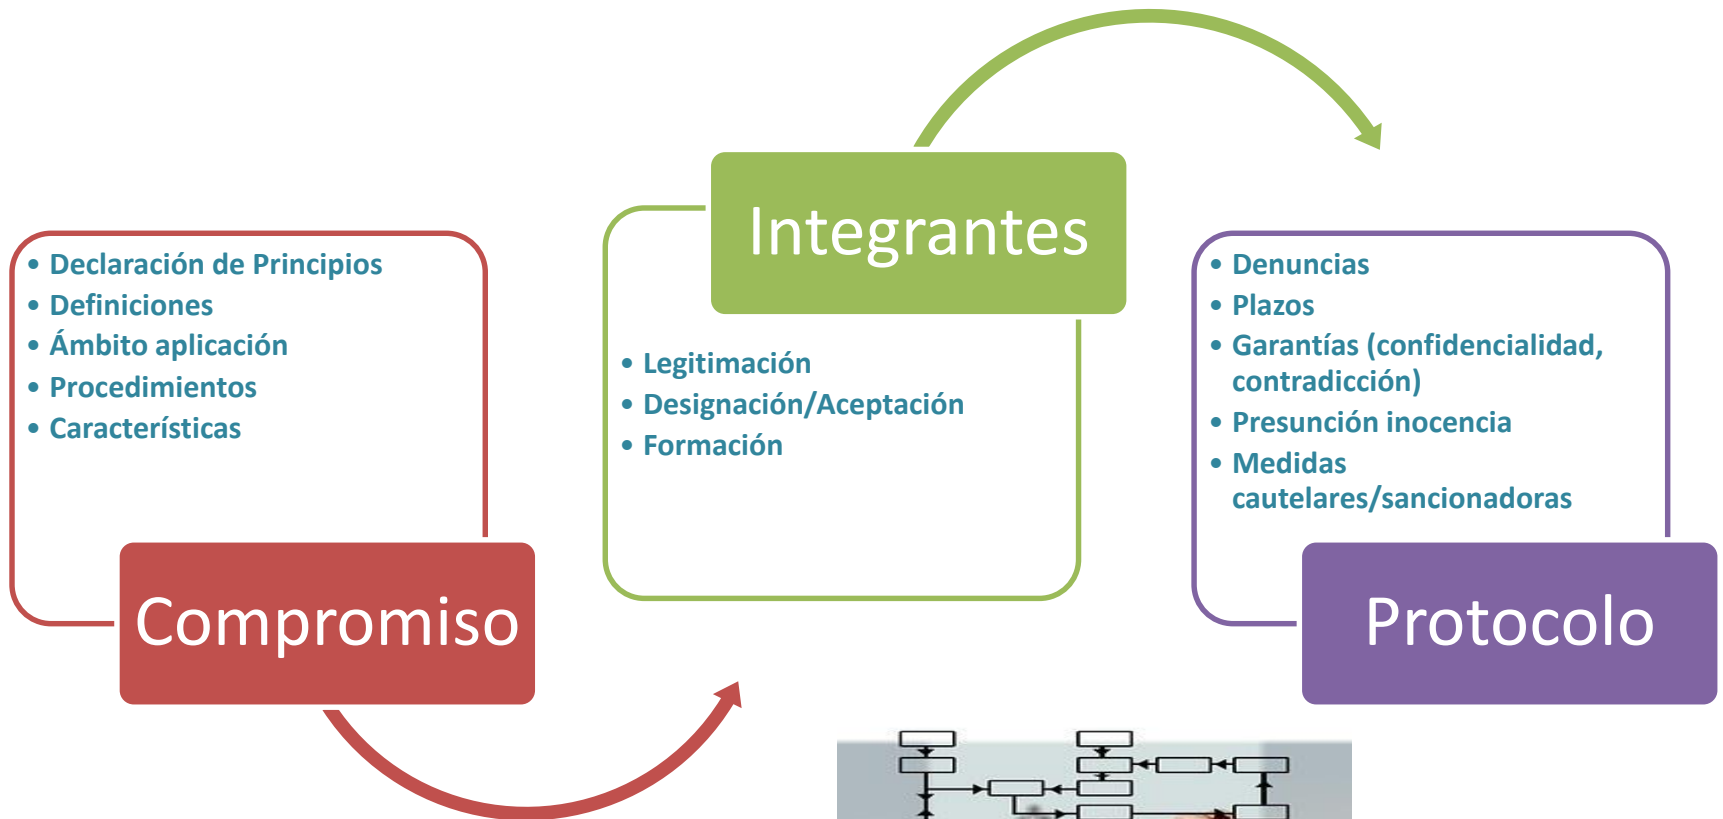 • Declaración de Principios
• Definiciones
• Ámbito aplicación
• Procedimientos
• Características
Compromiso
Integrantes
• Legitimación
• Designación/Aceptación
• Formación
• Denuncias
• Plazos
• Garantías (confidencialidad,
contradicción)
• Presunción inocencia
• Medidas
cautelares/sancionadoras
Protocolo